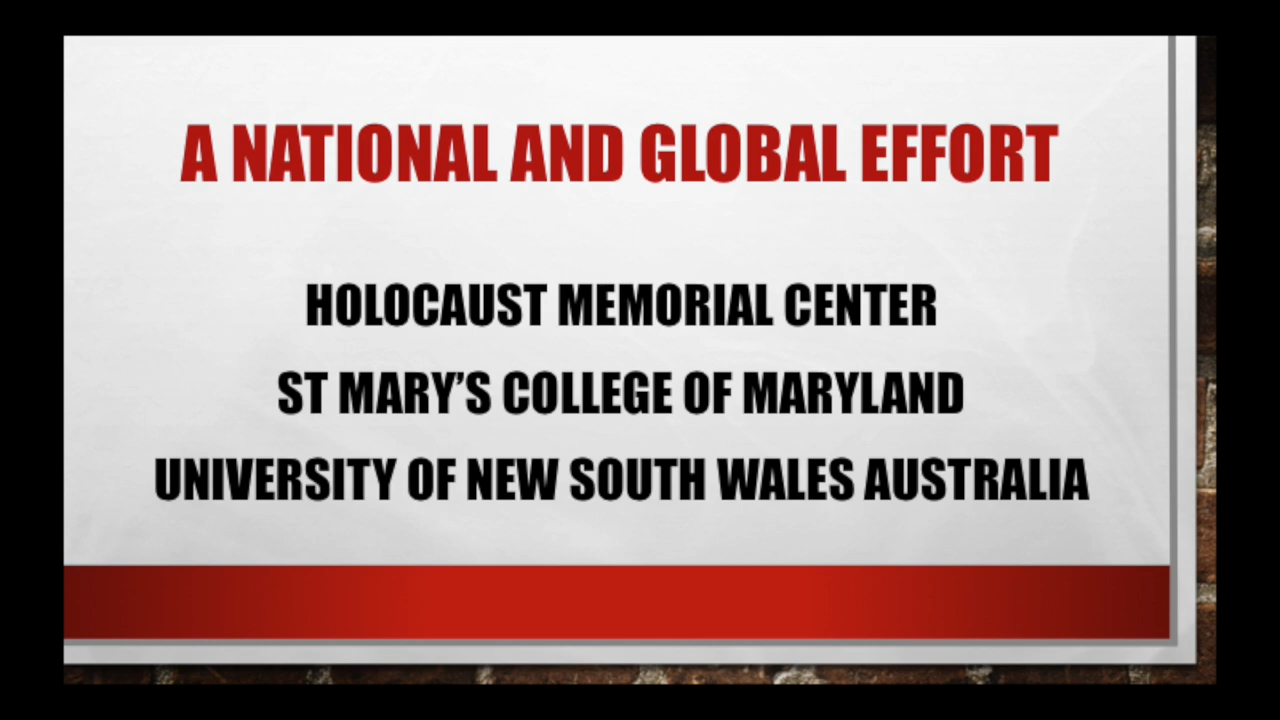 A NATIONAL AND GLOBAL EFFORT
HOLOCAUST MEMORIAL CENTER
ST MARY’S COLLEGE OF MARYLAND
UNIVERSITY OF NEW SOUTH WALES AUSTRALIA